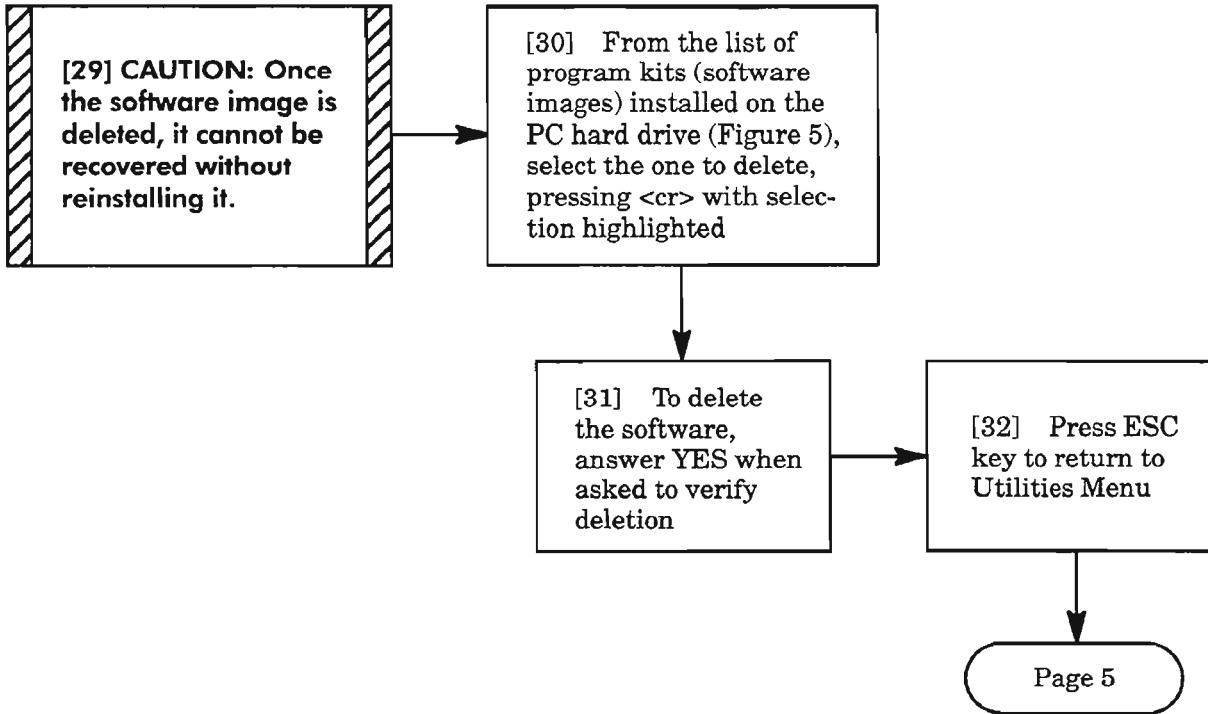 [29] CAUTION: Once
the software image is
deleted, it cannot be
recovered without
reinstalling it.
[30] From the list of
program kits (software
images) installed on the
PC hard drive (Figure 5),
select the one to delete,
pressing <cr> with selec-
tion highlighted
[31] To delete
the software,
answer YES when
asked to verify
deletion
[32] Press ESC
key to return to
Utilities Menu
Page 5